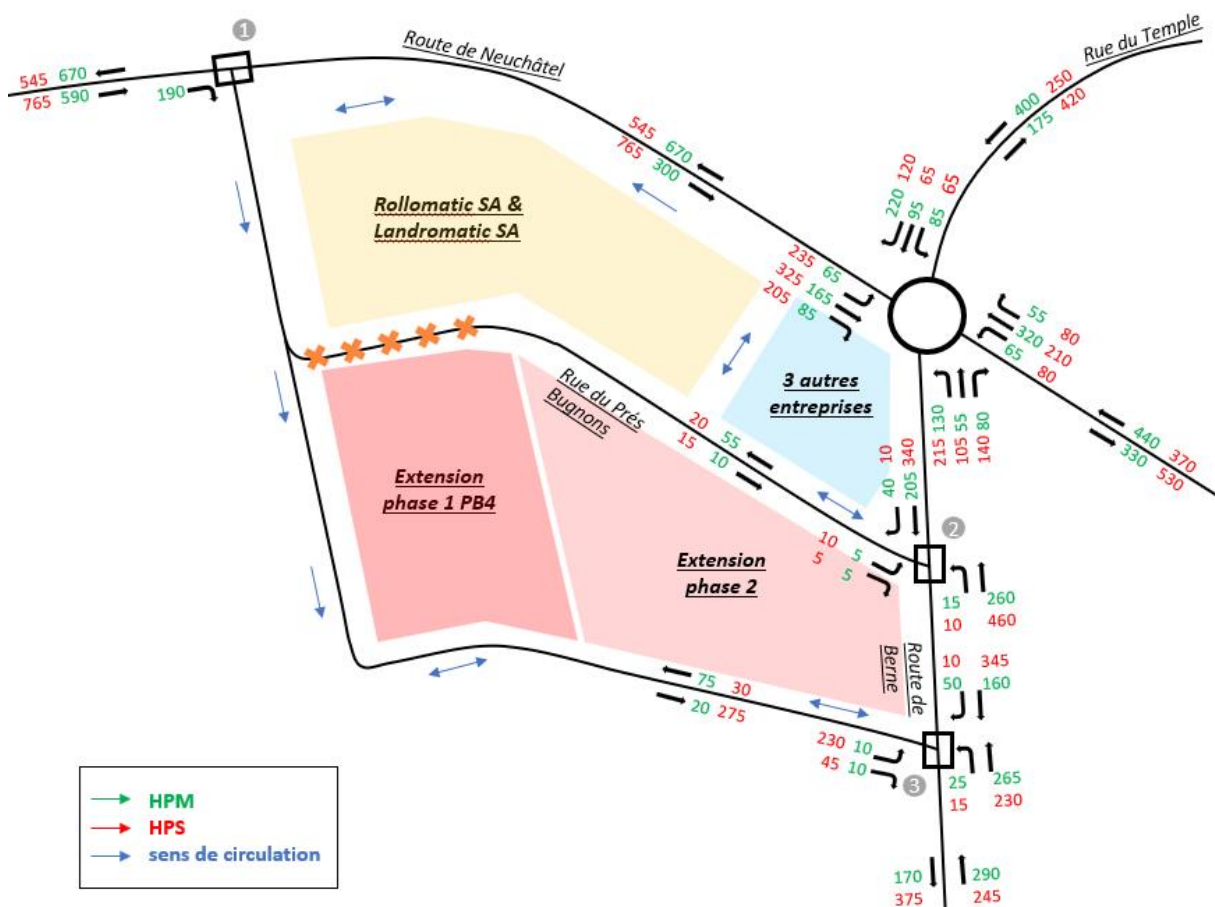 1
Route de Neuchâtel
Rue du Temple
545 670
765 590
190
400 250
175 420
545 670
765 300
120 65 65
220 95 85
Rollomatic SA &
Landromatic SA
235 65
325 165
205 85
55 80
320 210
65 80
3 autres
entreprises
Rue du Prés
Bugnons
20 55
15 10
10 340
40 205
215 130
105 55
140 80
440 370
330 530
2
Extension
phase 1 PB4
Extension
phase 2
10 5
5 5
15 260
10 460
Route de
Berne
10 345
50 160
75 30
20 275
230 10
45 10
3
25 265
15 230
HPM
HPS
sens de circulation
170 290
375 245